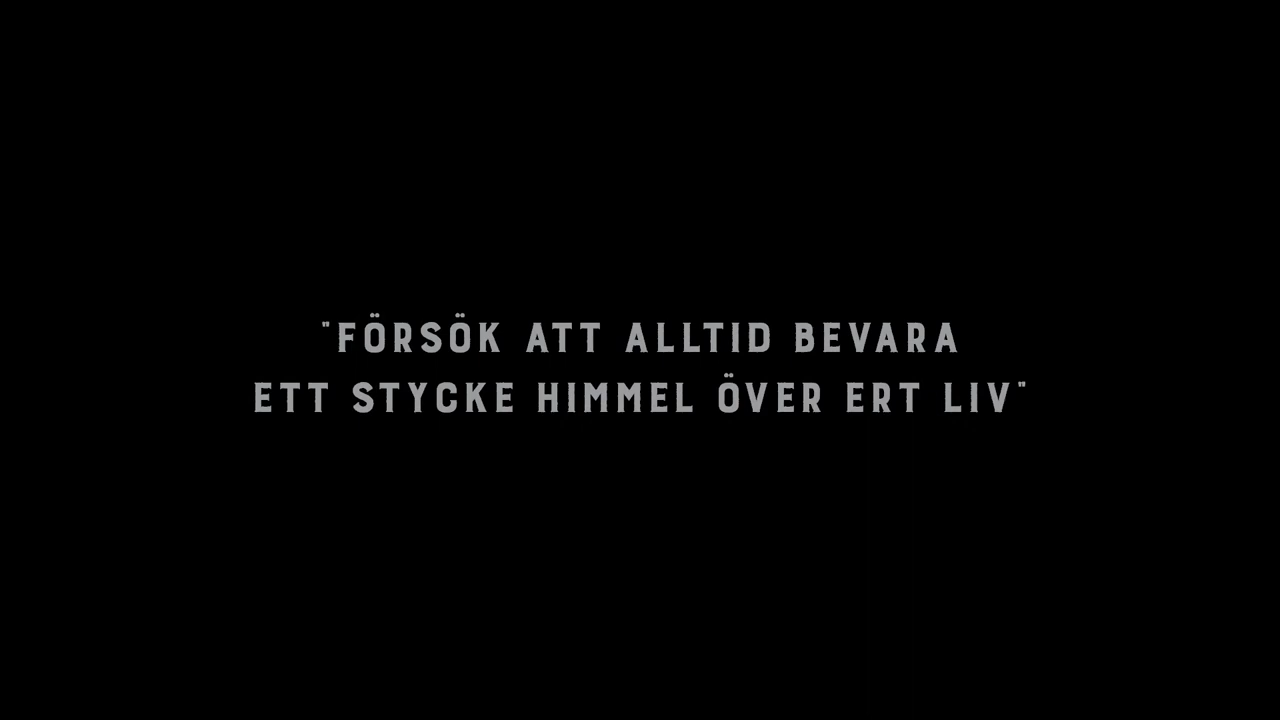 "FÖRSÖK ATT ALLTID BEVARA
ETT STYCKE HIMMEL ÖVER ERT LIV"